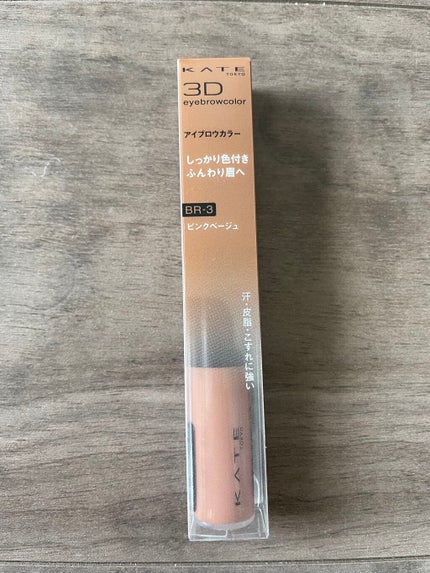 KATE
TOKYO
3D
eyebrowcolor
アイブロウカラー
しっかり色付き
ふんわり眉へ
BR-3
ピンクベージュ
汗・皮脂・こすれに強い
KATE
TOKYO